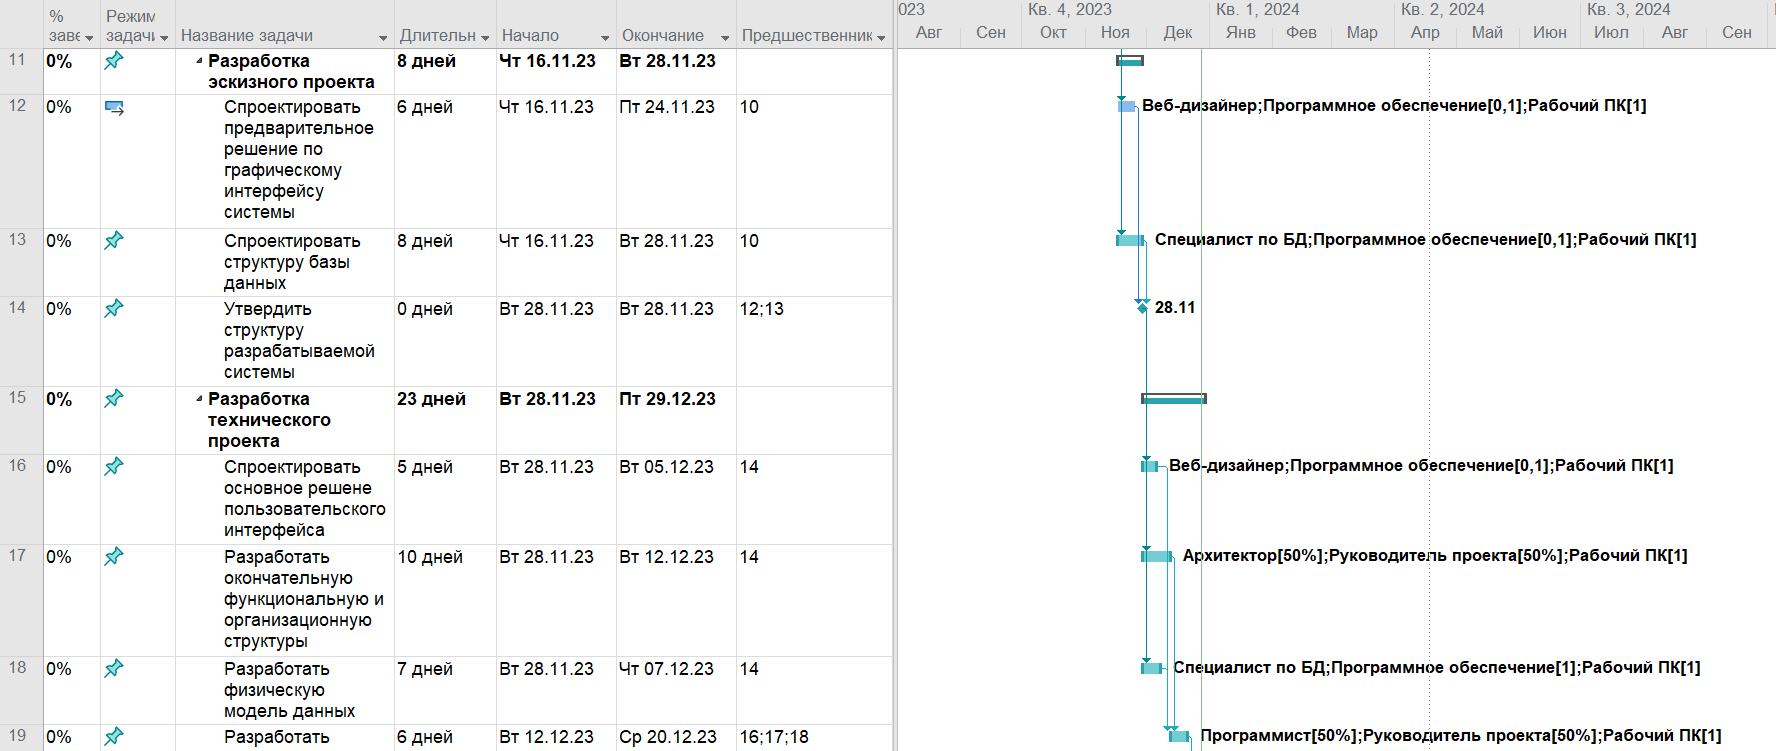 % заве
Режим задачи
Название задачи
Длительн
Начало
Окончание
Предшественник
023
Кв. 4, 2023
Кв. 1, 2024
Кв. 2, 2024
Кв. 3, 2024
Авг
Сен
Окт
Ноя
Дек
Янв
Фев
Мар
Апр
Май
Июн
Июл
Авг
Сен
11 0% Разработка 8 дней Чт 16.11.23 Вт 28.11.23
эскизного проекта
12 0% Спроектировать 6 дней Чт 16.11.23 Пт 24.11.23 10 Веб-дизайнер;Программное обеспечение[0,1];Рабочий ПК[1]
предварительное
решение по
графическому
интерфейсу
системы
13 0% Спроектировать 8 дней Чт 16.11.23 Вт 28.11.23 10 Специалист по БД;Программное обеспечение[0,1];Рабочий ПК[1]
структуру базы
данных
14 0% Утвердить 0 дней Вт 28.11.23 Вт 28.11.23 12;13 28.11
структуру
разрабатываемой
системы
15 0% Разработка 23 дней Вт 28.11.23 Пт 29.12.23
технического
проекта
16 0% Спроектировать 5 дней Вт 28.11.23 Вт 05.12.23 14 Веб-дизайнер;Программное обеспечение[0,1];Рабочий ПК[1]
основное решене
пользовательского
интерфейса
17 0% Разработать 10 дней Вт 28.11.23 Вт 12.12.23 14 Архитектор[50%];Руководитель проекта[50%];Рабочий ПК[1]
окончательную
функциональную и
организационную
структуры
18 0% Разработать 7 дней Вт 28.11.23 Чт 07.12.23 14 Специалист по БД;Программное обеспечение[1];Рабочий ПК[1]
физическую
модель данных
19 0% Разработать 6 дней Вт 12.12.23 Ср 20.12.23 16;17;18 Программист[50%];Руководитель проекта[50%];Рабочий ПК[1]